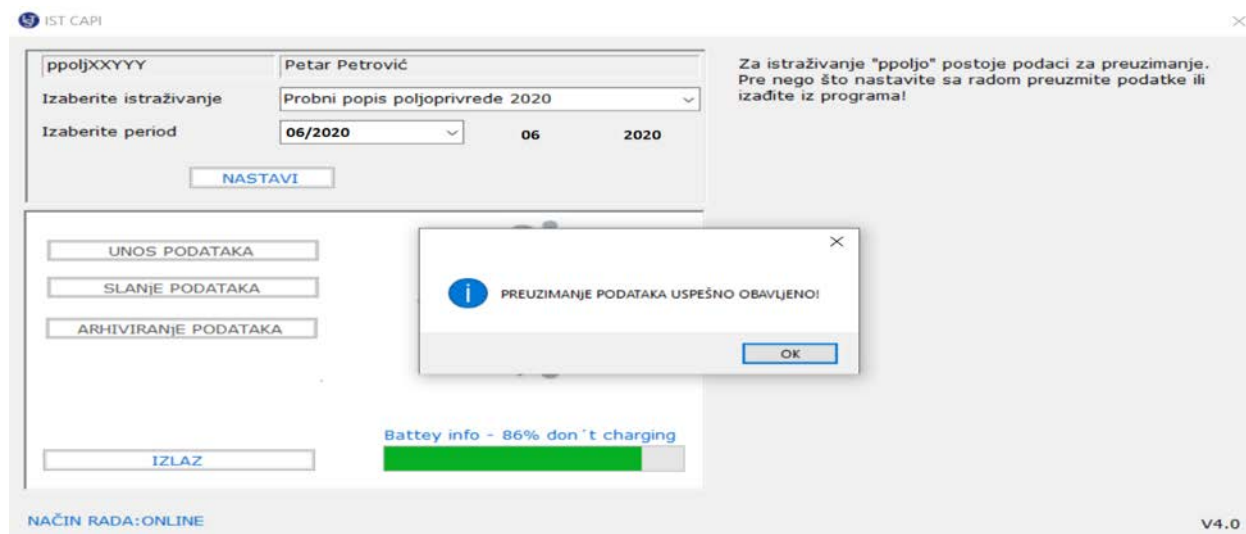 IST CAPI
ppoljXXYYY
Petar Petrović
Izaberite istraživanje
Probni popis poljoprivrede 2020
Izaberite period
06/2020
06
2020
NASTAVI
Za istraživanje "ppoljo" postoje podaci za preuzimanje.
Pre nego što nastavite sa radom preuzmite podatke ili
izađite iz programa!
UNOS PODATAKA
SLANjE PODATAKA
ARHIVIRANjE PODATAKA
PREUZIMANjE PODATAKA USPEŠNO OBAVLjENO!
OK
Battey info - 86% don´t charging
IZLAZ
NAČIN RADA:ONLINE
V4.0